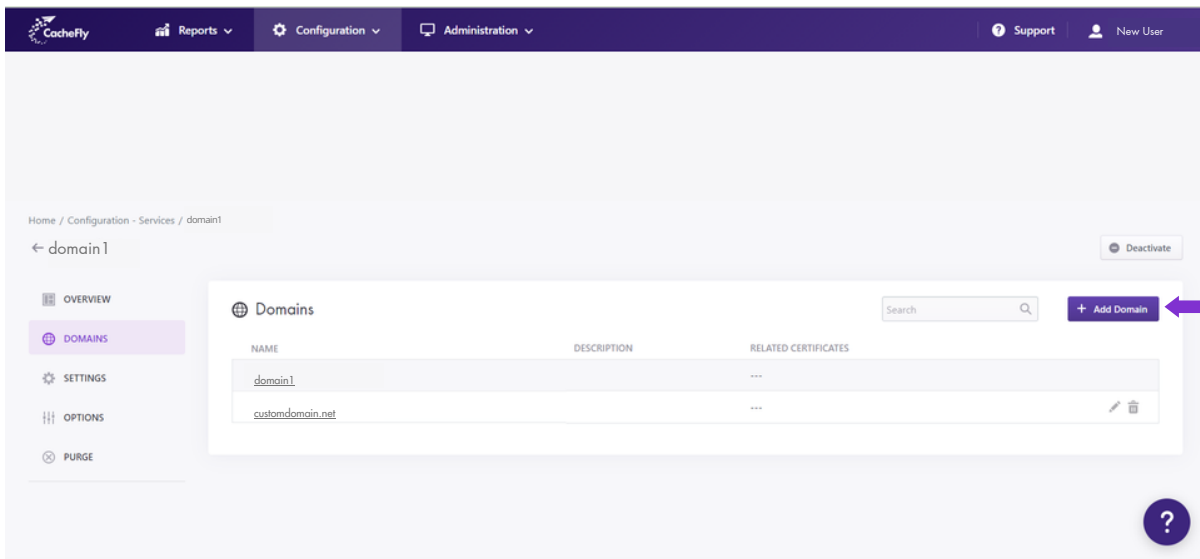 CacheFly Reports Configuration Administration Support New User
Home / Configuration - Services / domain1
← domain1 Deactivate
OVERVIEW
DOMAINS
SETTINGS
OPTIONS
PURGE
Domains Search + Add Domain
NAME DESCRIPTION RELATED CERTIFICATES
domain1 ---
customdomain.net ---
?